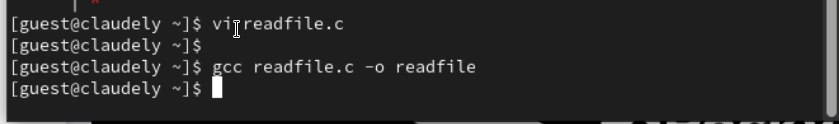 [guest@claudely ~]$ vi readfile.c
[guest@claudely ~]$
[guest@claudely ~]$ gcc readfile.c -o readfile
[guest@claudely ~]$